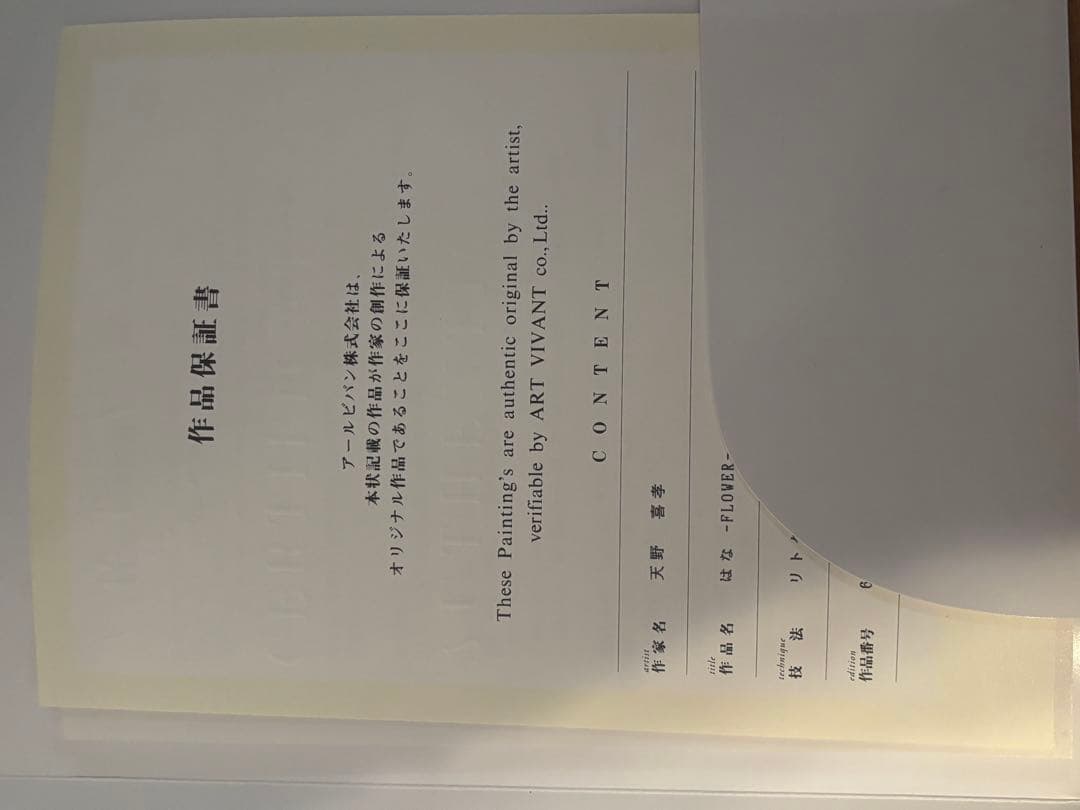 作品保証書
アールビバン株式会社は、
本状記載の作品が作家の創作による
オリジナル作品であることをここに保証いたします。
These Painting's are authentic original by the artist,
verifiable by ART VIVANT co.,Ltd..
CONTENT
artist
作家名 天野 喜孝
title
作品名 はな -FLOWER-
technique
技 法 リト
edition
作品番号 6